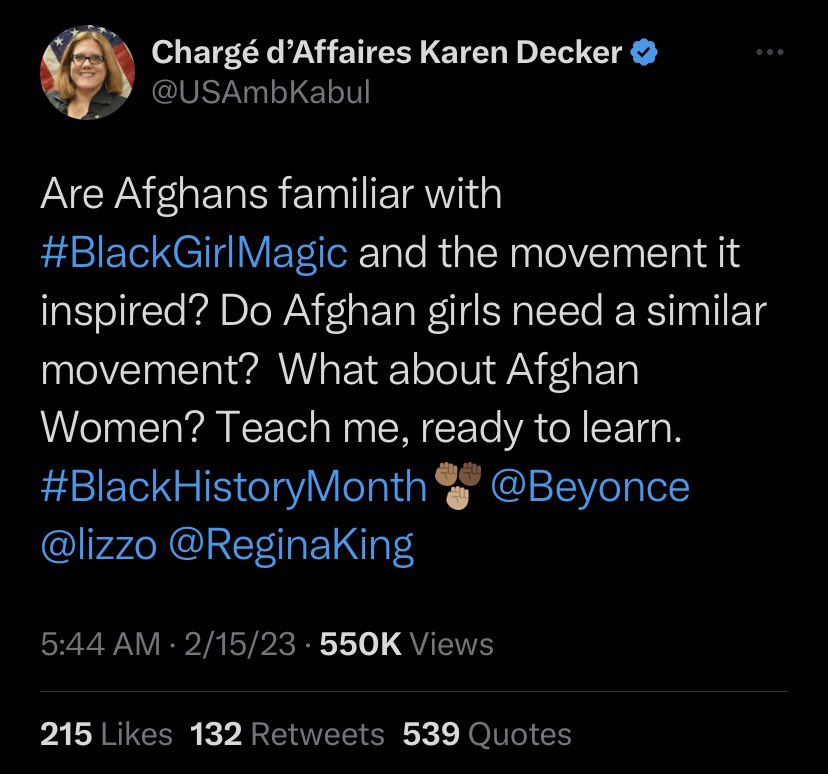 Chargé d’Affaires Karen Decker
@USAmbKabul
Are Afghans familiar with
#BlackGirlMagic and the movement it
inspired? Do Afghan girls need a similar
movement?  What about Afghan
Women? Teach me, ready to learn.
#BlackHistoryMonth✊🏽✊🏾✊🏼 @Beyonce
@lizzo @ReginaKing
5:44 AM · 2/15/23 · 550K Views
215 Likes 132 Retweets 539 Quotes